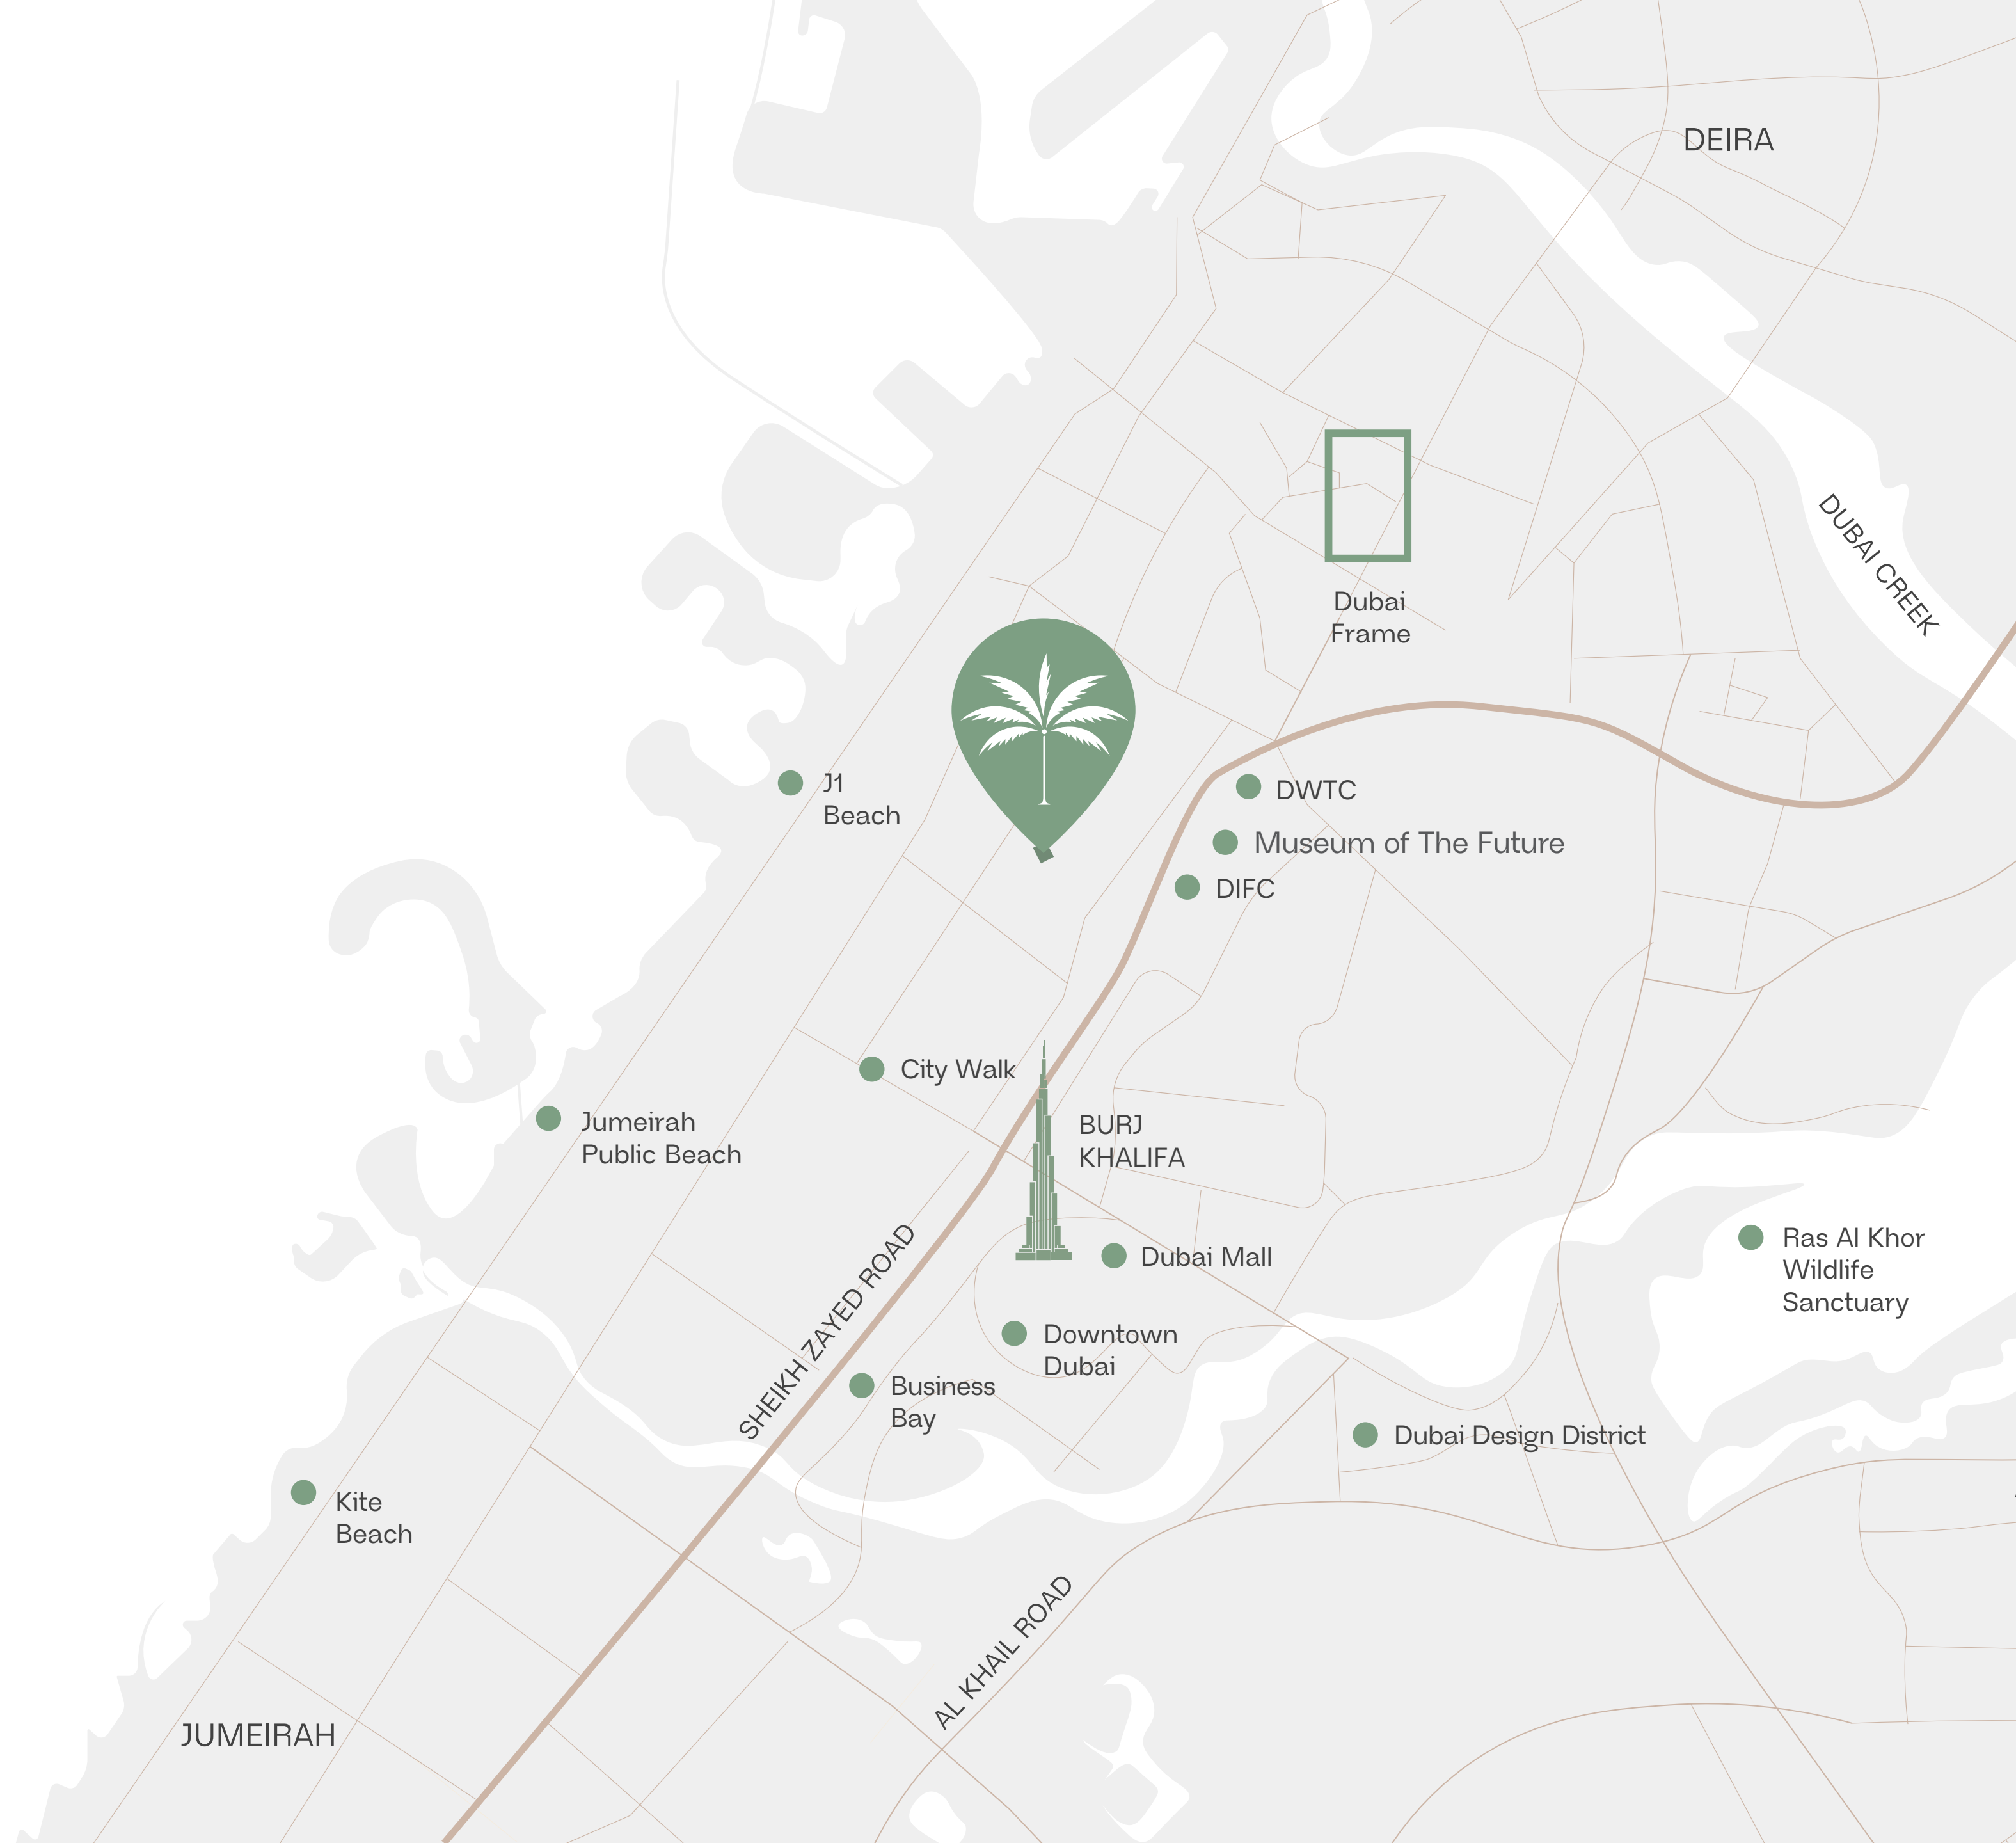 DEIRA
DUBAI CREEK
Dubai
Frame
J1
Beach
DWTC
Museum of The Future
DIFC
City Walk
Jumeirah
Public Beach
BURJ
KHALIFA
Dubai Mall
Ras Al Khor
Wildlife
Sanctuary
SHEIKH ZAYED ROAD
Downtown
Dubai
Business
Bay
Dubai Design District
Kite
Beach
AL KHAIL ROAD
JUMEIRAH